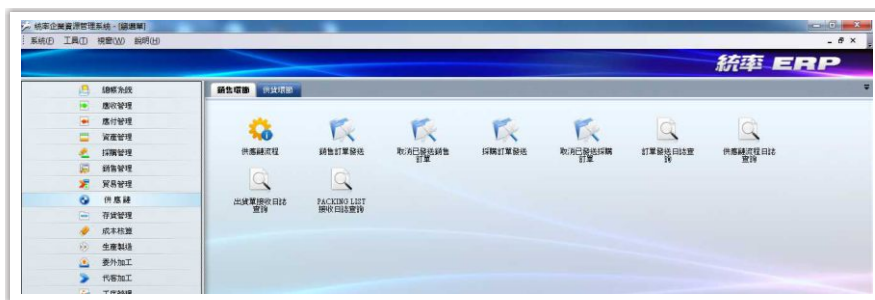 統率企業資源管理系統 - [總選單]
系統(F) 工具(T) 視窗(W) 說明(H)
統率 ERP
總帳系統
應收管理
應付管理
資產管理
採購管理
銷售管理
貿易管理
供應鏈
存貨管理
成本核算
生產製造
委外加工
代客加工
銷售環節 供貨環節
供應鏈流程
銷售訂單發送
取消已發送銷售
訂單
採購訂單發送
取消已發送採購
訂單
訂單發送日誌查
詢
供應鏈流程日誌
查詢
出貨單接收日誌
查詢
PACKING LIST
接收日誌查詢